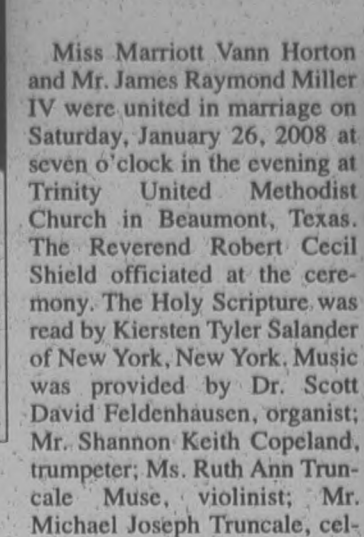 Miss Marriott Vann Horton
and Mr. James Raymond Miller
IV were united in marriage on
Saturday, January 26, 2008 at
seven o'clock in the evening at
Trinity United Methodist
Church in Beaumont, Texas.
The Reverend Robert Cecil
Shield officiated at the cere-
mony. The Holy Scripture was
read by Kiersten Tyler Salander
of New York, New York. Music
was provided by Dr. Scott
David Feldenhausen, organist;
Mr. Shannon Keith Copeland,
trumpeter; Ms. Ruth Ann Trun-
cale Muse, violinist; Mr.
Michael Joseph Truncale, cel-